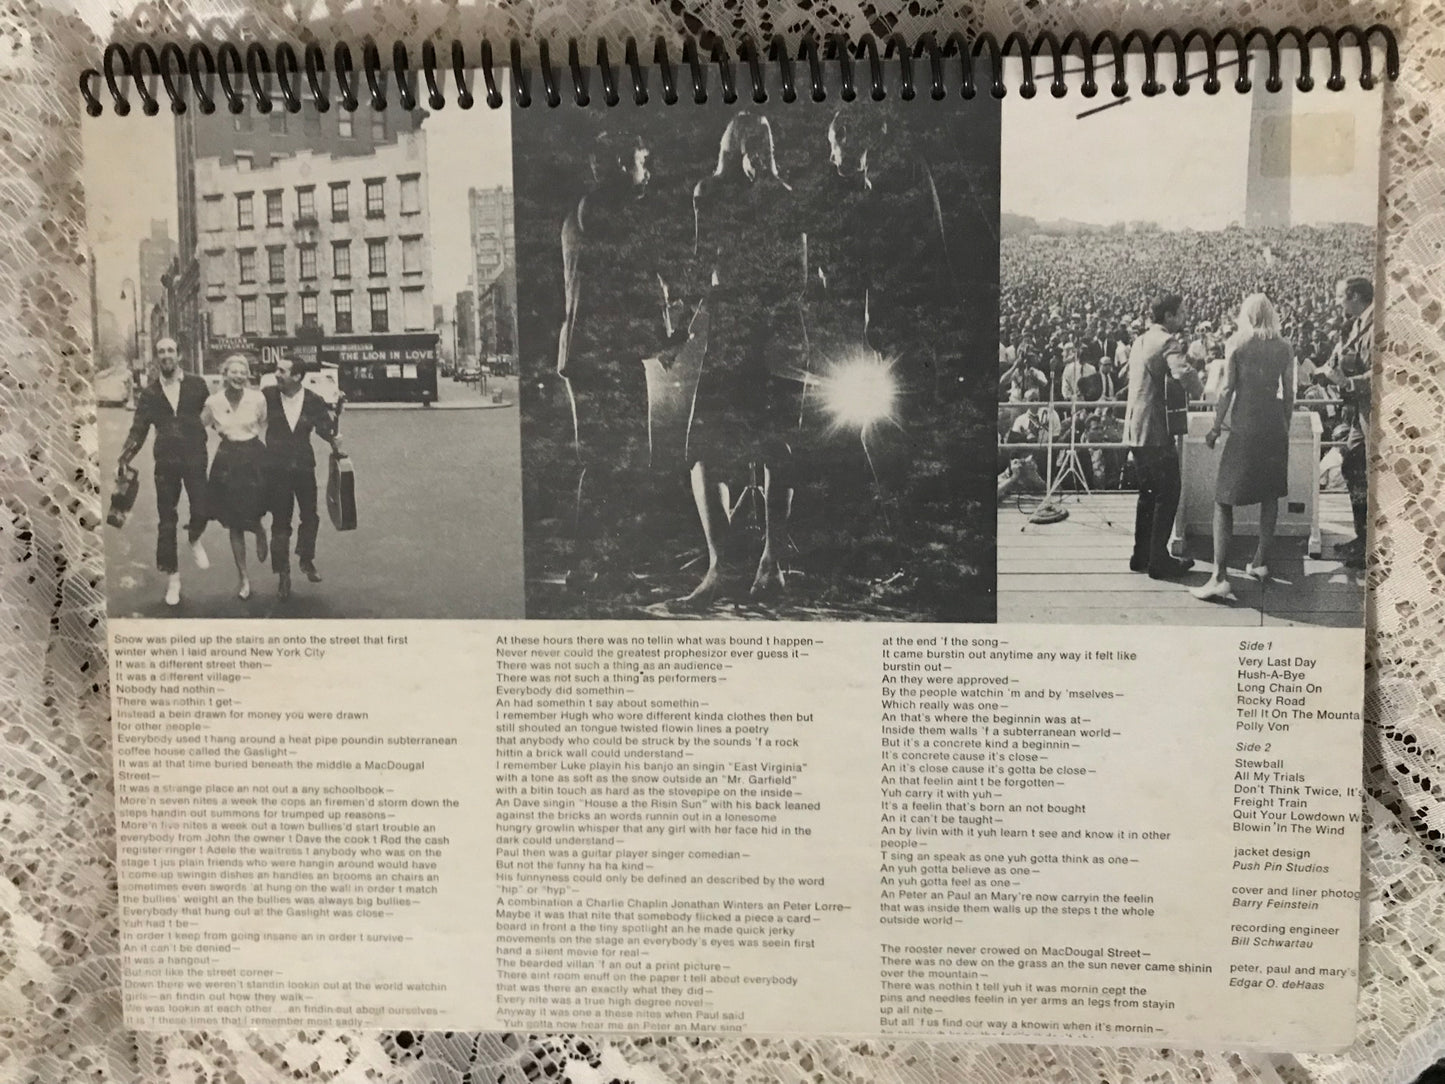 ITALIAN
RESTAURANT
ONE
THE LION IN LOVE
Snow was piled up the stairs an onto the street that first
winter when I laid around New York City
It was a different street then—
It was a different village—
Nobody had nothin—
There was nothin t get—
Instead a bein drawn for money you were drawn
for other people—
Everybody used t hang around a heat pipe poundin subterranean
coffee house called the Gaslight—
It was at that time buried beneath the middle a MacDougal
Street—
It was a strange place an not out a any schoolbook—
More'n seven nites a week the cops an firemen'd storm down the
steps handin out summons for trumped up reasons—
More'n five nites a week out a town bullies'd start trouble an
everybody from John the owner t Dave the cook t Rod the cash
register ringer t Adele the waitress t anybody who was on the
stage t jus plain friends who were hangin around would have
t come up swingin dishes an handles an brooms an chairs an
sometimes even swords 'at hung on the wall in order t match
the bullies' weight an the bullies was always big bullies—
Everybody that hung out at the Gaslight was close—
Yuh had t be—
In order t keep from going insane an in order t survive—
An it can't be denied—
It was a hangout—
But not like the street corner—
Down there we weren't standin lookin out at the world watchin
girls—an findin out how they walk—
We was lookin at each other...an findin out about ourselves—
It is 'f these times that I remember most sadly—
At these hours there was no tellin what was bound t happen—
Never never could the greatest prophesizor ever guess it—
There was not such a thing as an audience—
There was not such a thing as performers—
Everybody did somethin—
An had somethin t say about somethin—
I remember Hugh who wore different kinda clothes then but
still shouted an tongue twisted flowin lines a poetry
that anybody who could be struck by the sounds 'f a rock
hittin a brick wall could understand—
I remember Luke playin his banjo an singin "East Virginia"
with a tone as soft as the snow outside an "Mr. Garfield"
with a bitin touch as hard as the stovepipe on the inside—
An Dave singin "House a the Risin Sun" with his back leaned
against the bricks an words runnin out in a lonesome
hungry growlin whisper that any girl with her face hid in the
dark could understand—
Paul then was a guitar player singer comedian—
But not the funny ha ha kind—
His funnyness could only be defined an described by the word
"hip" or "hyp"—
A combination a Charlie Chaplin Jonathan Winters an Peter Lorre—
Maybe it was that nite that somebody flicked a piece a card—
board in front a the tiny spotlight an he made quick jerky
movements on the stage an everybody's eyes was seein first
hand a silent movie for real—
The bearded villan 'f an out a print picture—
There aint room enuff on the paper t tell about everybody
that was there an exactly what they did—
Every nite was a true high degree novel—
Anyway it was one a these nites when Paul said
"Yuh gotta now hear me an Peter an Mary sing"
at the end 'f the song—
It came burstin out anytime any way it felt like
burstin out—
An they were approved—
By the people watchin 'm and by 'mselves—
Which really was one—
An that's where the beginnin was at—
Inside them walls 'f a subterranean world—
But it's a concrete kind a beginnin—
It's concrete cause it's close—
An it's close cause it's gotta be close—
An that feelin aint t be forgotten—
Yuh carry it with yuh—
It's a feelin that's born an not bought
An it can't be taught—
An by livin with it yuh learn t see and know it in other
people—
T sing an speak as one yuh gotta think as one—
An yuh gotta believe as one—
An yuh gotta feel as one—
An Peter an Paul an Mary're now carryin the feelin
that was inside them walls up the steps t the whole
outside world—
The rooster never crowed on MacDougal Street—
There was no dew on the grass an the sun never came shinin
over the mountain—
There was nothin t tell yuh it was mornin cept the
pins and needles feelin in yer arms an legs from stayin
up all nite—
But all 'f us find our way a knowin when it's mornin—
Side 1
Very Last Day
Hush-A-Bye
Long Chain On
Rocky Road
Tell It On The Mounta
Polly Von
Side 2
Stewball
All My Trials
Don't Think Twice, It's
Freight Train
Quit Your Lowdown W
Blowin' In The Wind
jacket design
Push Pin Studios
cover and liner photog
Barry Feinstein
recording engineer
Bill Schwartau
peter, paul and mary's
Edgar O. deHaas